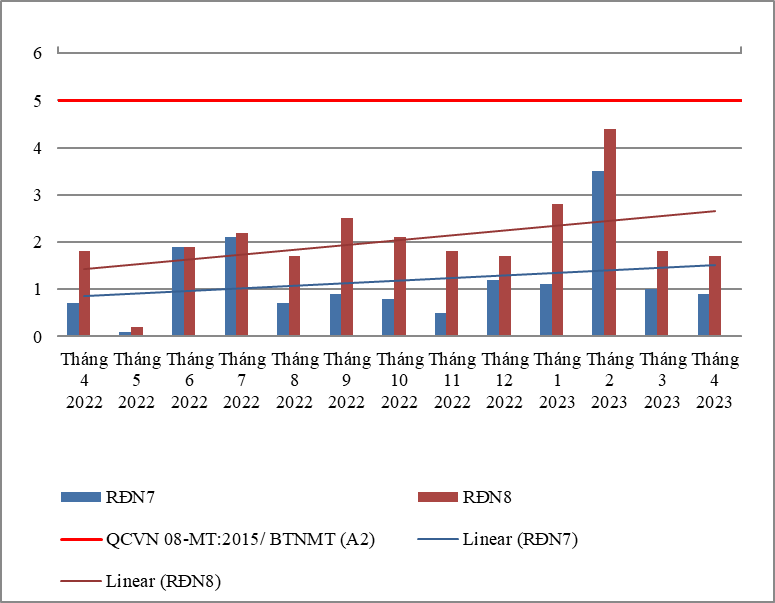 6
5
4
3
2
1
0
Tháng 4 2022
Tháng 5 2022
Tháng 6 2022
Tháng 7 2022
Tháng 8 2022
Tháng 9 2022
Tháng 10 2022
Tháng 11 2022
Tháng 12 2022
Tháng 1 2023
Tháng 2 2023
Tháng 3 2023
Tháng 4 2023
RĐN7
RĐN8
QCVN 08-MT:2015/ BTNMT (A2)
Linear (RĐN7)
Linear (RĐN8)